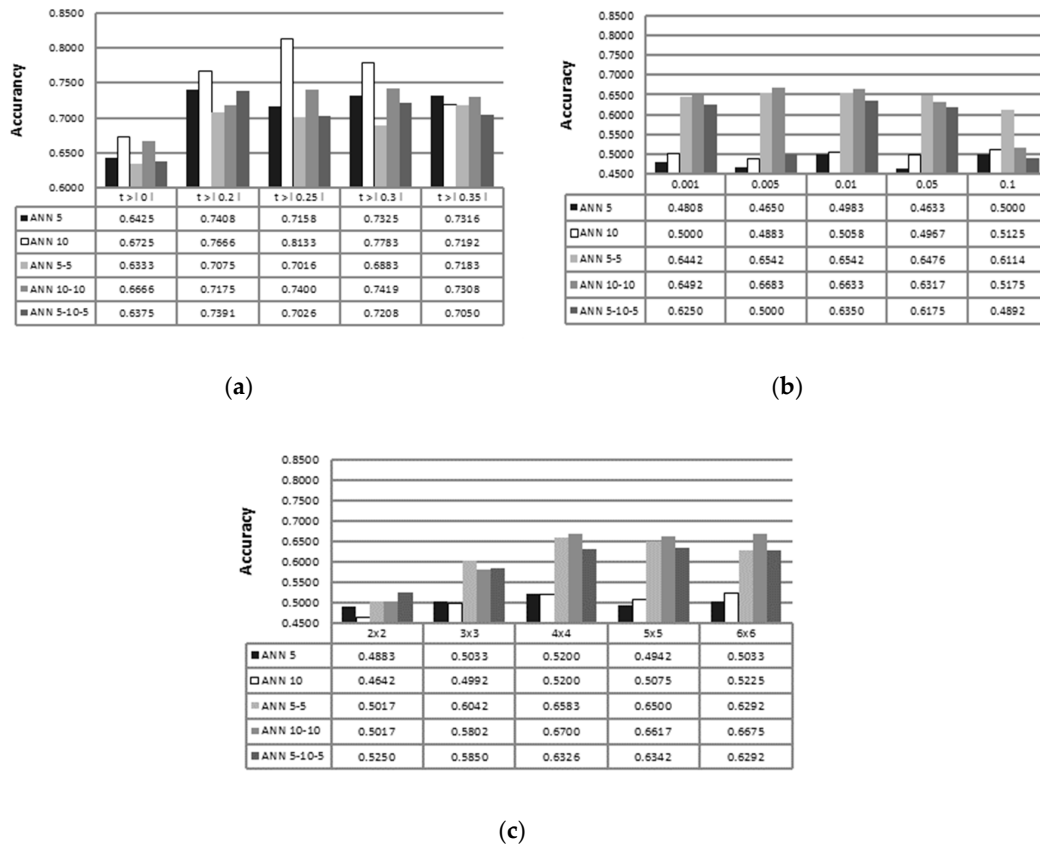 Accurancy
0.8500
0.8000
0.7500
0.7000
0.6500
0.6000
t >| 0 | t >| 0.2 | t >| 0.25 | t >| 0.3 | t >| 0.35 |
ANN 5 0.6425 0.7408 0.7158 0.7325 0.7316
ANN 10 0.6725 0.7666 0.8133 0.7783 0.7192
ANN 5-5 0.6333 0.7075 0.7016 0.6883 0.7183
ANN 10-10 0.6666 0.7175 0.7400 0.7419 0.7308
ANN 5-10-5 0.6375 0.7391 0.7026 0.7208 0.7050
(a)
Accuracy
0.8500
0.8000
0.7500
0.7000
0.6500
0.6000
0.5500
0.5000
0.4500
0.001 0.005 0.01 0.05 0.1
ANN 5 0.4808 0.4650 0.4983 0.4633 0.5000
ANN 10 0.5000 0.4883 0.5058 0.4967 0.5125
ANN 5-5 0.6442 0.6542 0.6542 0.6476 0.6114
ANN 10-10 0.6492 0.6683 0.6633 0.6317 0.5175
ANN 5-10-5 0.6250 0.5000 0.6350 0.6175 0.4892
(b)
Accuracy
0.8500
0.8000
0.7500
0.7000
0.6500
0.6000
0.5500
0.5000
0.4500
2x2 3x3 4x4 5x5 6x6
ANN 5 0.4883 0.5033 0.5200 0.4942 0.5033
ANN 10 0.4642 0.4992 0.5200 0.5075 0.5225
ANN 5-5 0.5017 0.6042 0.6583 0.6500 0.6292
ANN 10-10 0.5017 0.5802 0.6700 0.6617 0.6675
ANN 5-10-5 0.5250 0.5850 0.6326 0.6342 0.6292
(c)